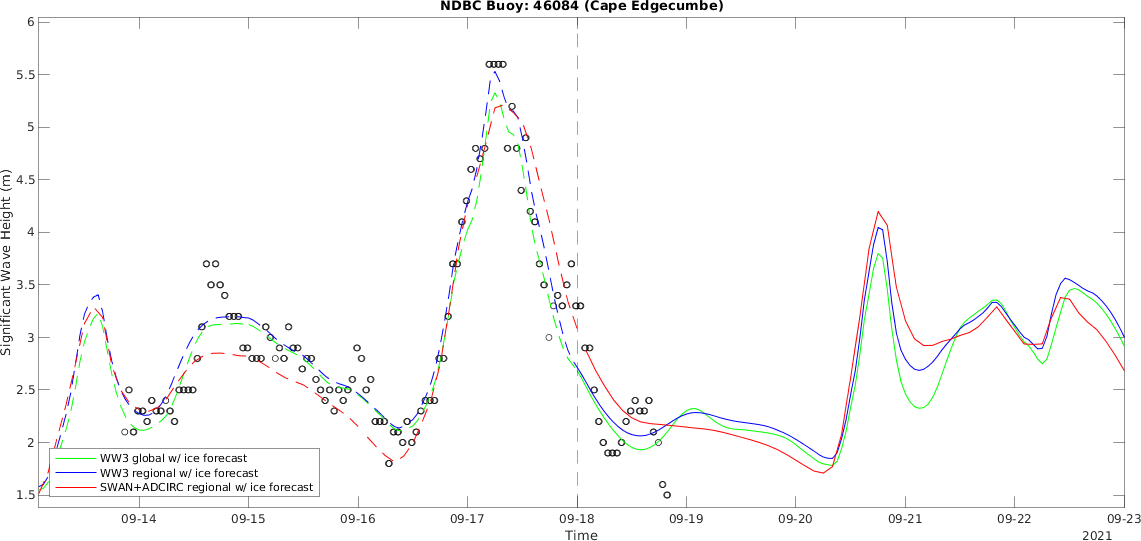 NDBC Buoy: 46084 (Cape Edgecumbe)
6
5.5
5
4.5
4
3.5
3
2.5
2
1.5
Significant Wave Height (m)
WW3 global w/ ice forecast
WW3 regional w/ ice forecast
SWAN+ADCIRC regional w/ ice forecast
09-14 09-15 09-16 09-17 09-18 09-19 09-20 09-21 09-22 09-23
Time
2021